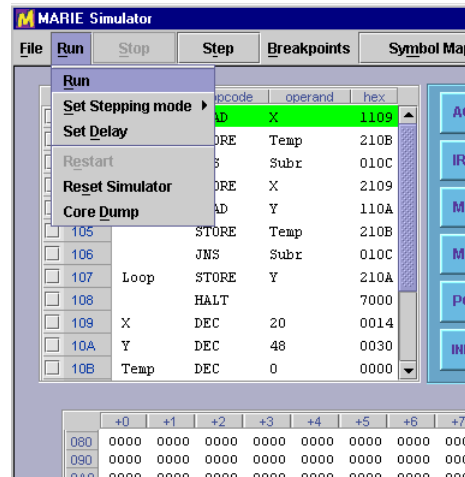 MARIE Simulator
File Run Stop Step Breakpoints Symbol Map
Run
Set Stepping mode
Set Delay
Restart
Reset Simulator
Core Dump
opcode operand hex
X 1109
Temp 210B
Subr 010C
X 2109
Y 110A
105 STORE Temp 210B
106 JNS Subr 010C
107 Loop STORE Y 210A
108 HALT 7000
109 X DEC 20 0014
10A Y DEC 48 0030
10B Temp DEC 0 0000
+0 +1 +2 +3 +4 +5 +6 +7
080 0000 0000 0000 0000 0000 0000 0000
090 0000 0000 0000 0000 0000 0000 0000